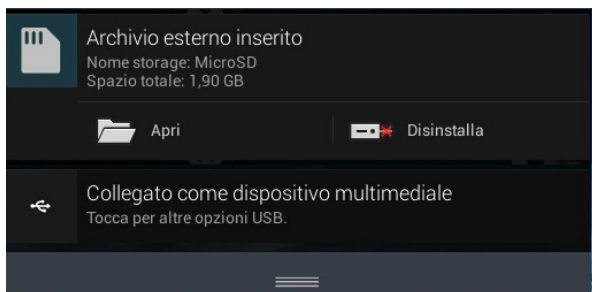 Archivio esterno inserito
Nome storage: MicroSD
Spazio totale: 1,90 GB
Apri
Disinstalla
Collegato come dispositivo multimediale
Tocca per altre opzioni USB.